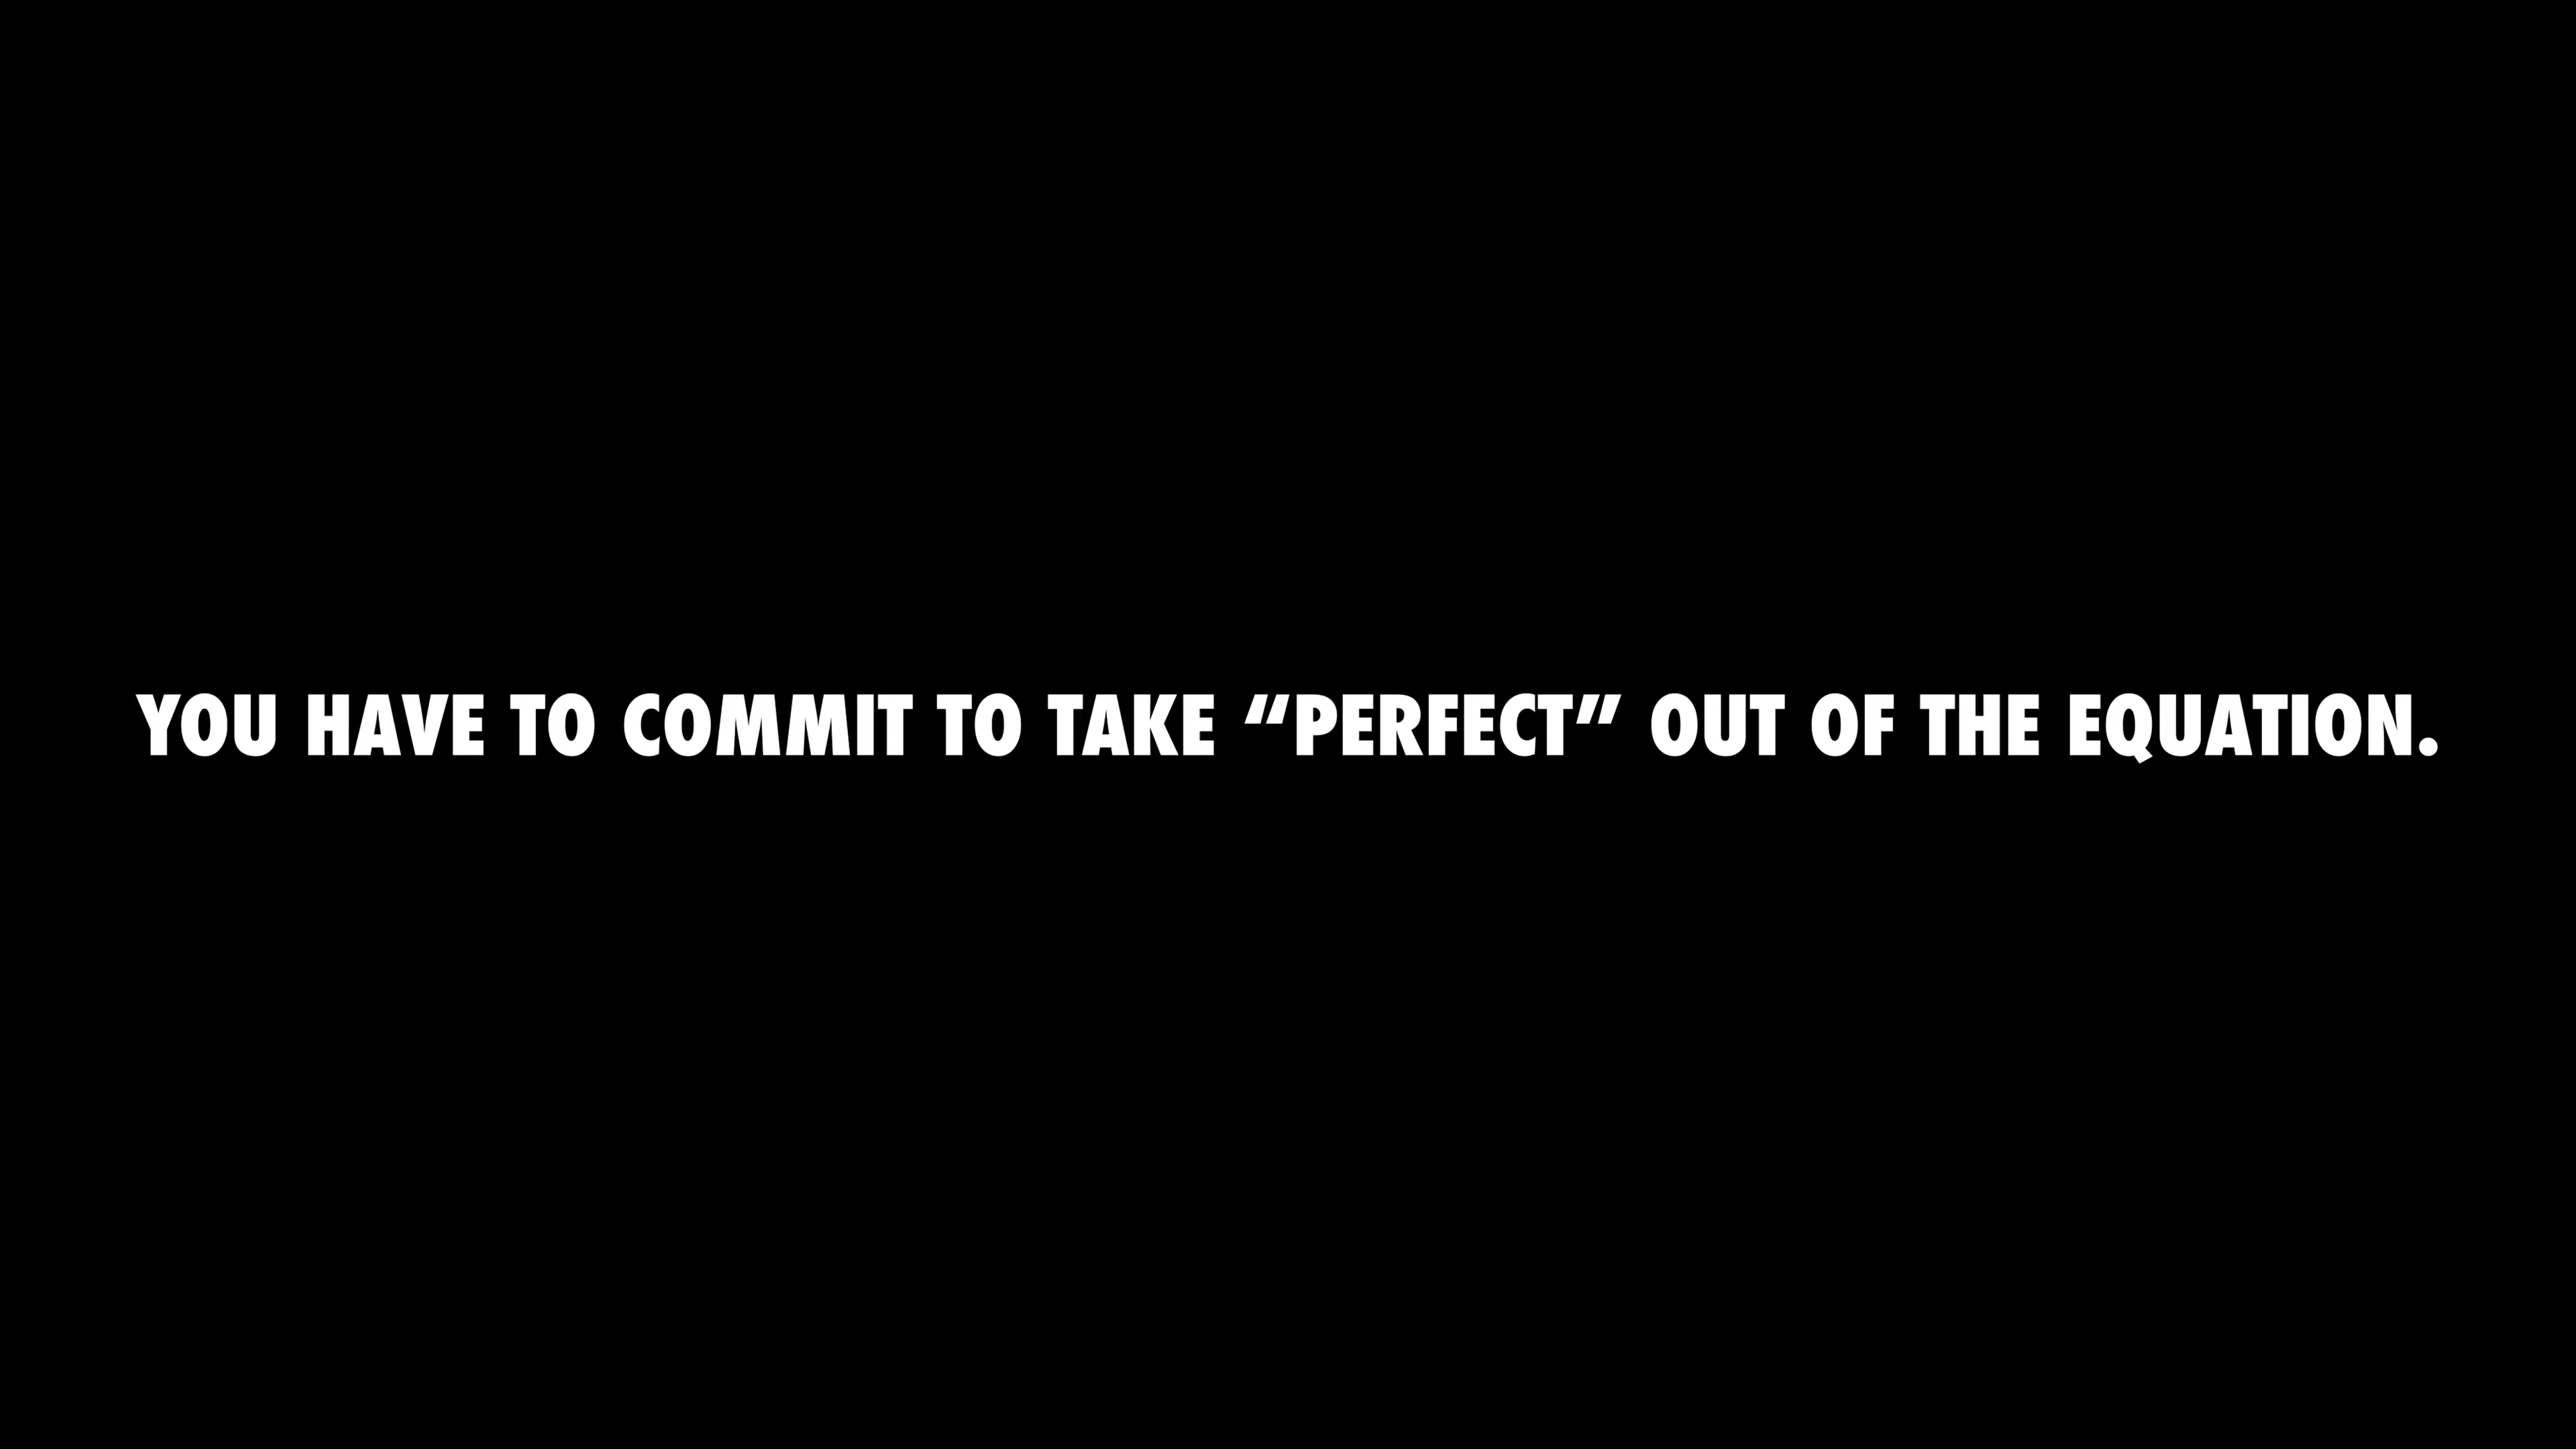 YOU HAVE TO COMMIT TO TAKE “PERFECT” OUT OF THE EQUATION.